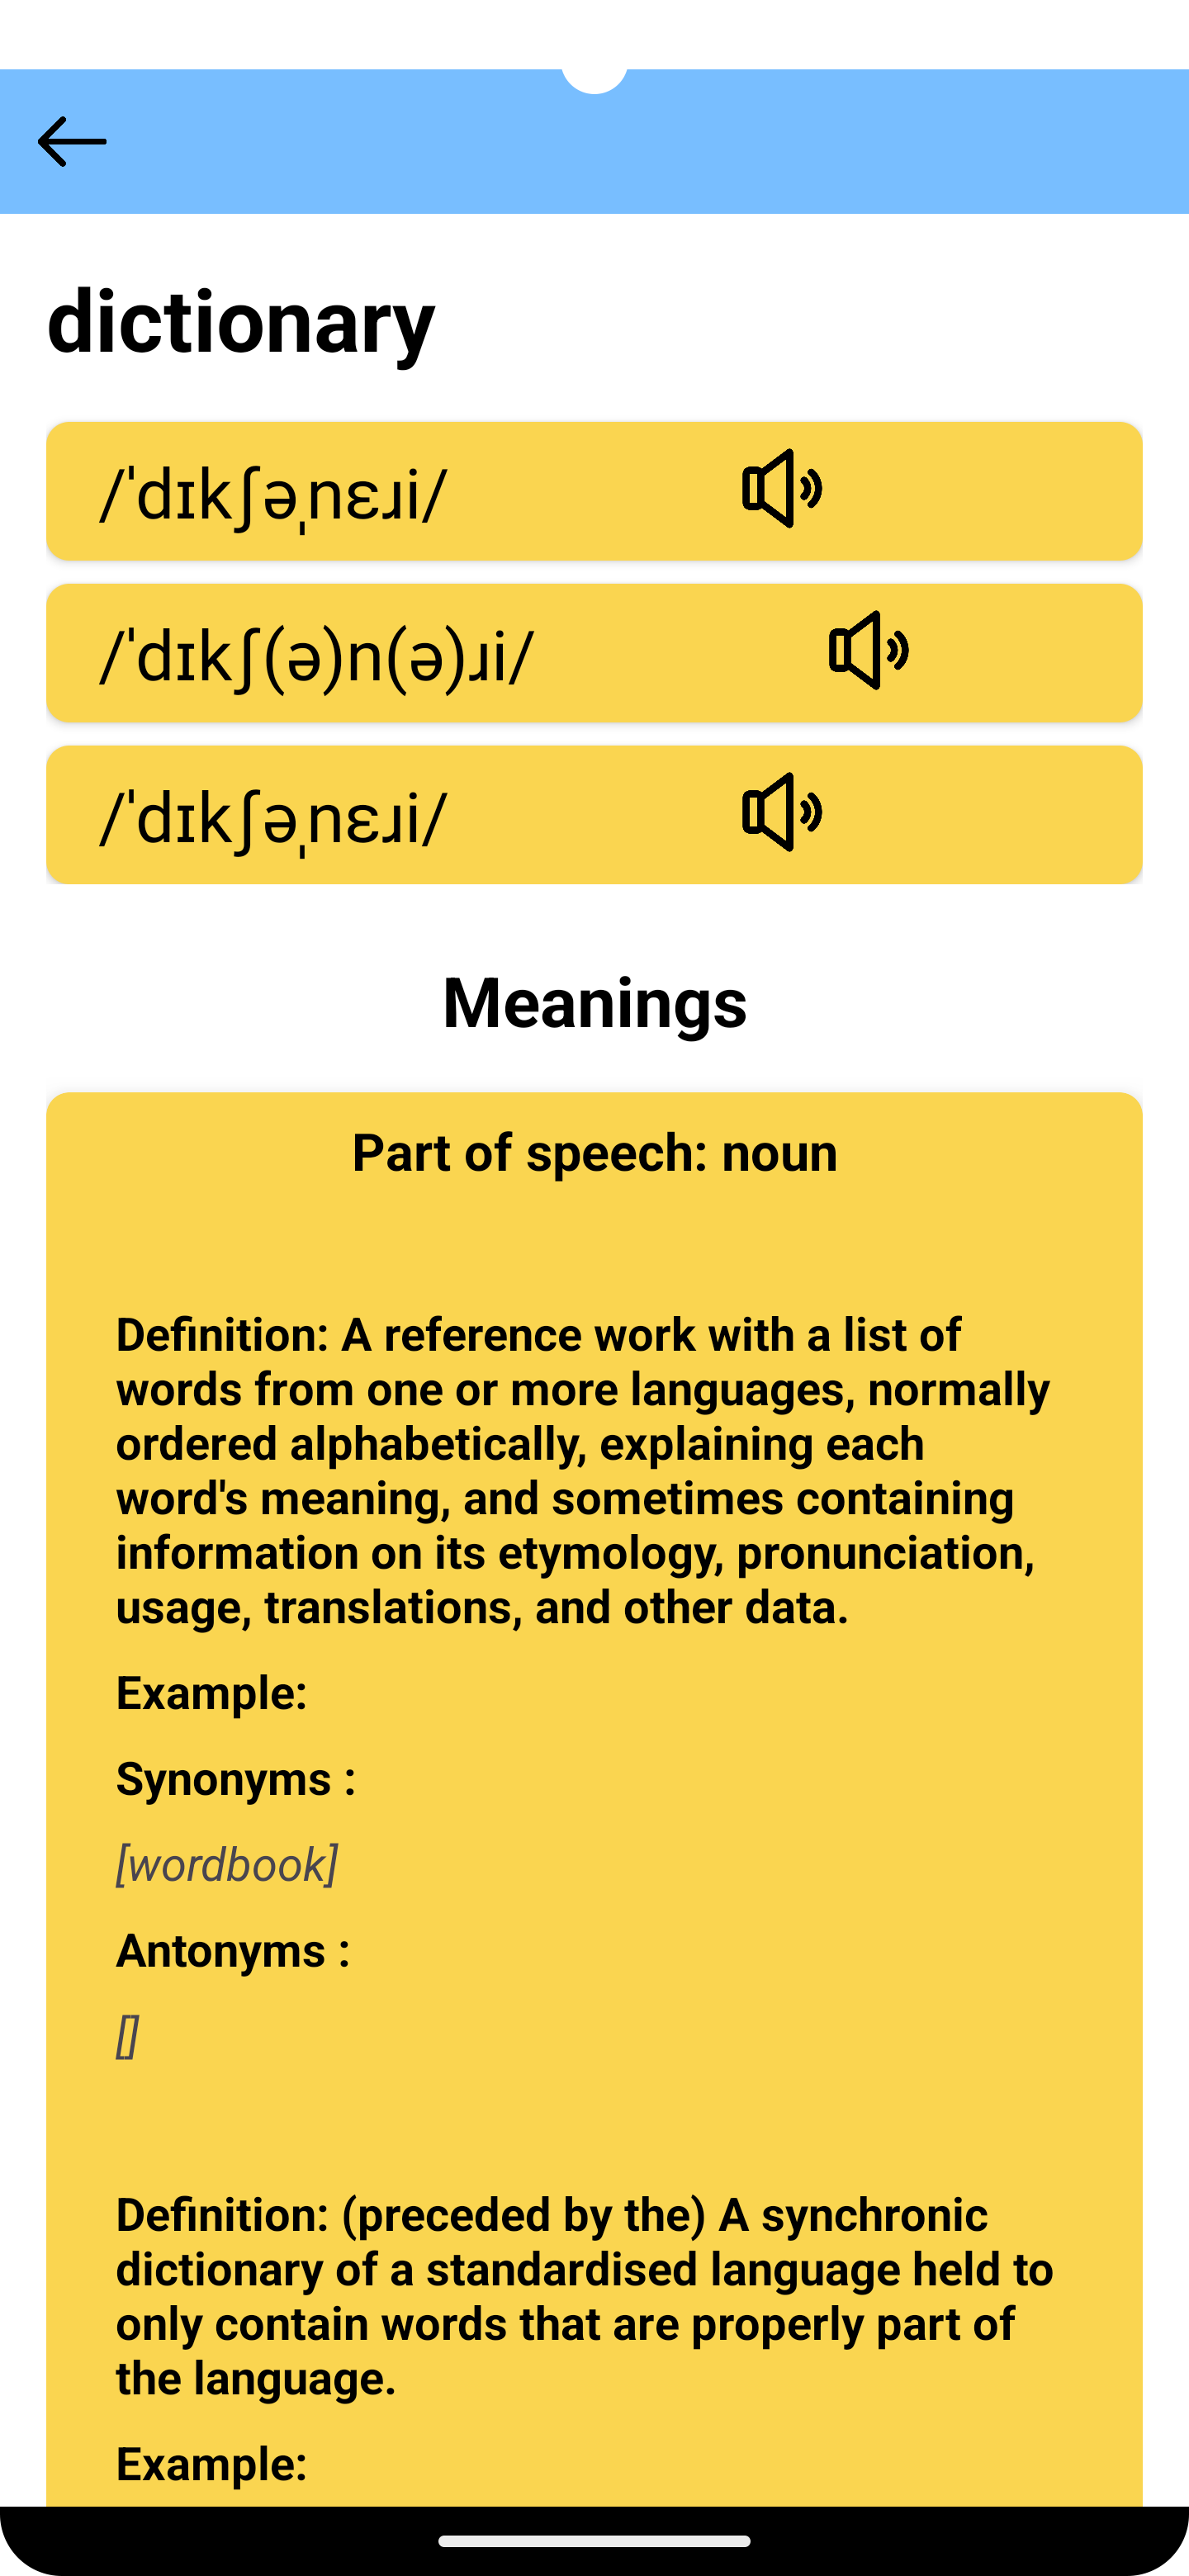 dictionary
/ˈdɪkʃəˌnɛɹi/
/ˈdɪkʃ(ə)n(ə)ɹi/
/ˈdɪkʃəˌnɛɹi/
Meanings
Part of speech: noun
Definition: A reference work with a list of
words from one or more languages, normally
ordered alphabetically, explaining each
word's meaning, and sometimes containing
information on its etymology, pronunciation,
usage, translations, and other data.
Example:
Synonyms :
[wordbook]
Antonyms :
[]
Definition: (preceded by the) A synchronic
dictionary of a standardised language held to
only contain words that are properly part of
the language.
Example: